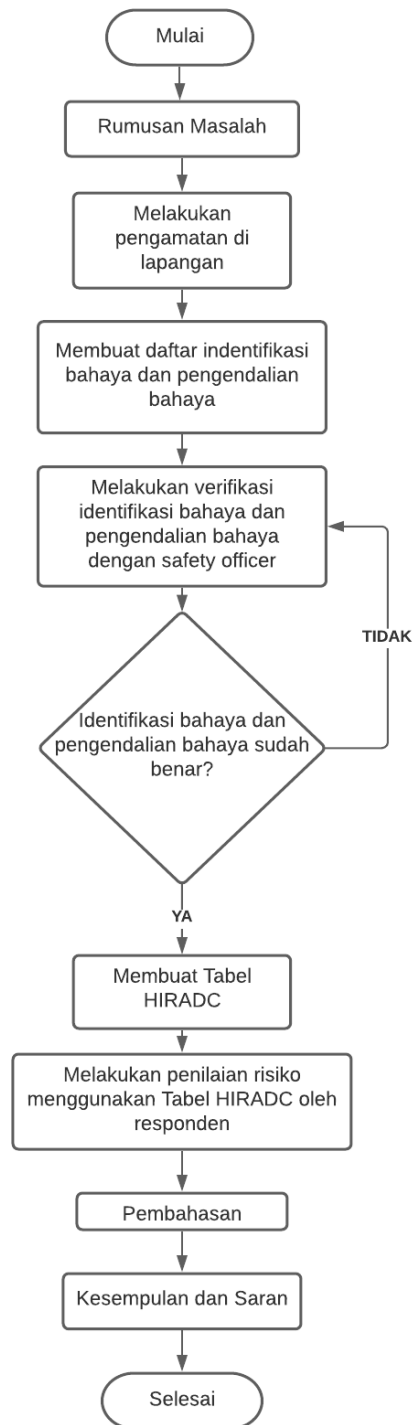 Mulai
Rumusan Masalah
Melakukan
pengamatan di
lapangan
Membuat daftar indentifikasi
bahaya dan pengendalian
bahaya
Melakukan verifikasi
identifikasi bahaya dan
pengendalian bahaya
dengan safety officer
TIDAK
Identifikasi bahaya dan
pengendalian bahaya sudah
benar?
YA
Membuat Tabel
HIRADC
Melakukan penilaian risiko
menggunakan Tabel HIRADC oleh
responden
Pembahasan
Kesempulan dan Saran
Selesai